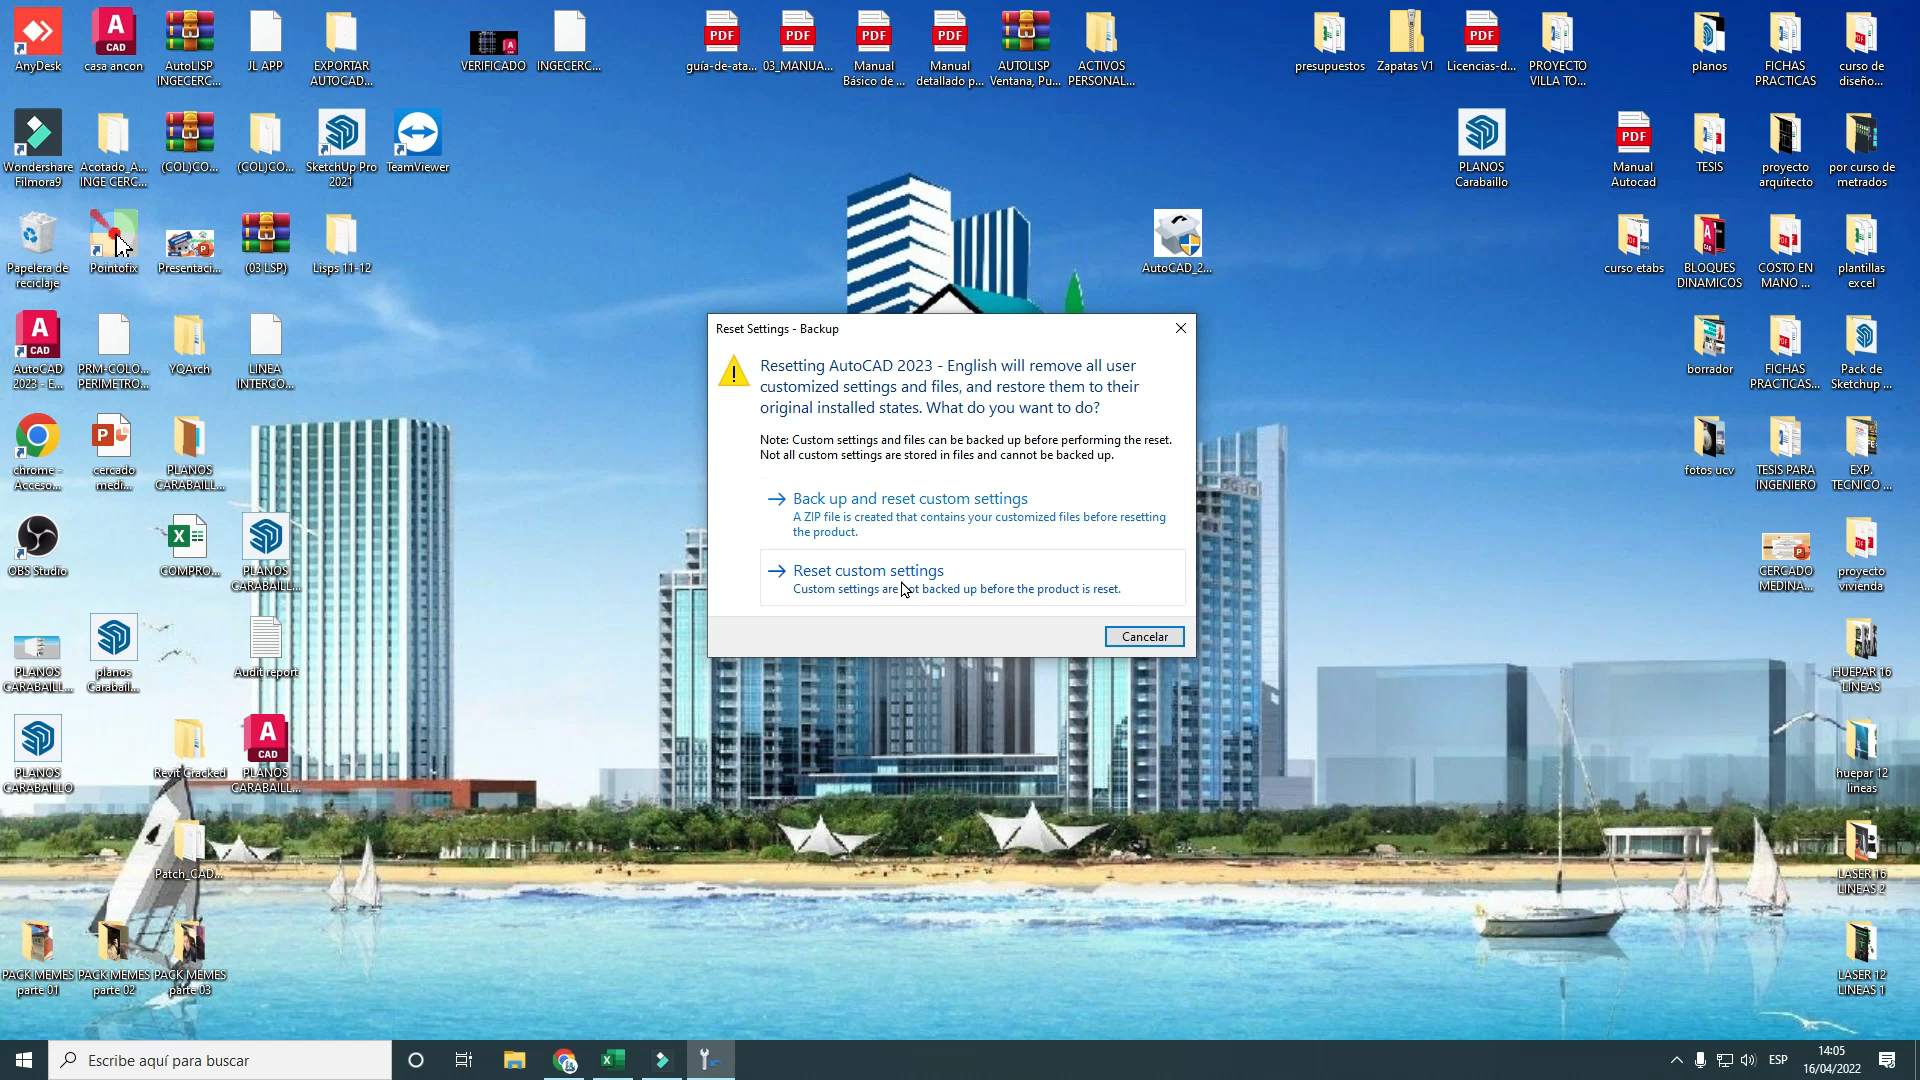 AnyDesk
casa ancon
AutoLISP
INGECERC...
JL APP
EXPORTAR
AUTOCAD...
VERIFICADO
INGECERC...
guía-de-ata...
03_MANUA...
Manual
Básico de ...
Manual
detallado p...
AUTOLISP
Ventana, Pu...
ACTIVOS
PERSONAL...
presupuestos
Zapatas V1
Licencias-d...
PROYECTO
VILLA TO...
planos
FICHAS
PRACTICAS
curso de
diseño...
Wondershare
Filmora9
Acotado_A...
INGE CERC...
(COL)CO...
(COL)CO...
SketchUp Pro
2021
TeamViewer
PLANOS
Carabaillo
Manual
Autocad
TESIS
proyecto
arquitecto
por curso de
metrados
Papelera de
reciclaje
Pointofix
Presentaci...
(03 LSP)
Lisps 11-12
AutoCAD_2...
curso etabs
BLOQUES
DINAMICOS
COSTO EN
MANO ...
plantillas
excel
AutoCAD
2023 - E...
PRM-COLO...
PERIMETRO...
YQArch
LINEA
INTERCO...
borrador
FICHAS
PRACTICAS...
Pack de
Sketchup ...
chrome -
Acceso...
cercado
medi...
PLANOS
CARABAILL...
fotos ucv
TESIS PARA
INGENIERO
EXP.
TECNICO ...
OBS Studio
COMPRO...
PLANOS
CARABAILL...
CERCADO
MEDINA...
proyecto
vivienda
PLANOS
CARABAILL...
planos
Carabaill...
Audit report
HUEPAR 16
LINEAS
PLANOS
CARABAILLO
Revit Cracked
PLANOS
CARABAILL...
huepar 12
lineas
Patch_CAD...
LASER 16
LINEAS 2
PACK MEMES
parte 01
PACK MEMES
parte 02
PACK MEMES
parte 03
LASER 12
LINEAS 1
Reset Settings - Backup
Resetting AutoCAD 2023 - English will remove all user
customized settings and files, and restore them to their
original installed states. What do you want to do?
Note: Custom settings and files can be backed up before performing the reset.
Not all custom settings are stored in files and cannot be backed up.
Back up and reset custom settings
A ZIP file is created that contains your customized files before resetting
the product.
Reset custom settings
Custom settings are not backed up before the product is reset.
Cancelar
Escribe aquí para buscar
ESP
14:05
16/04/2022